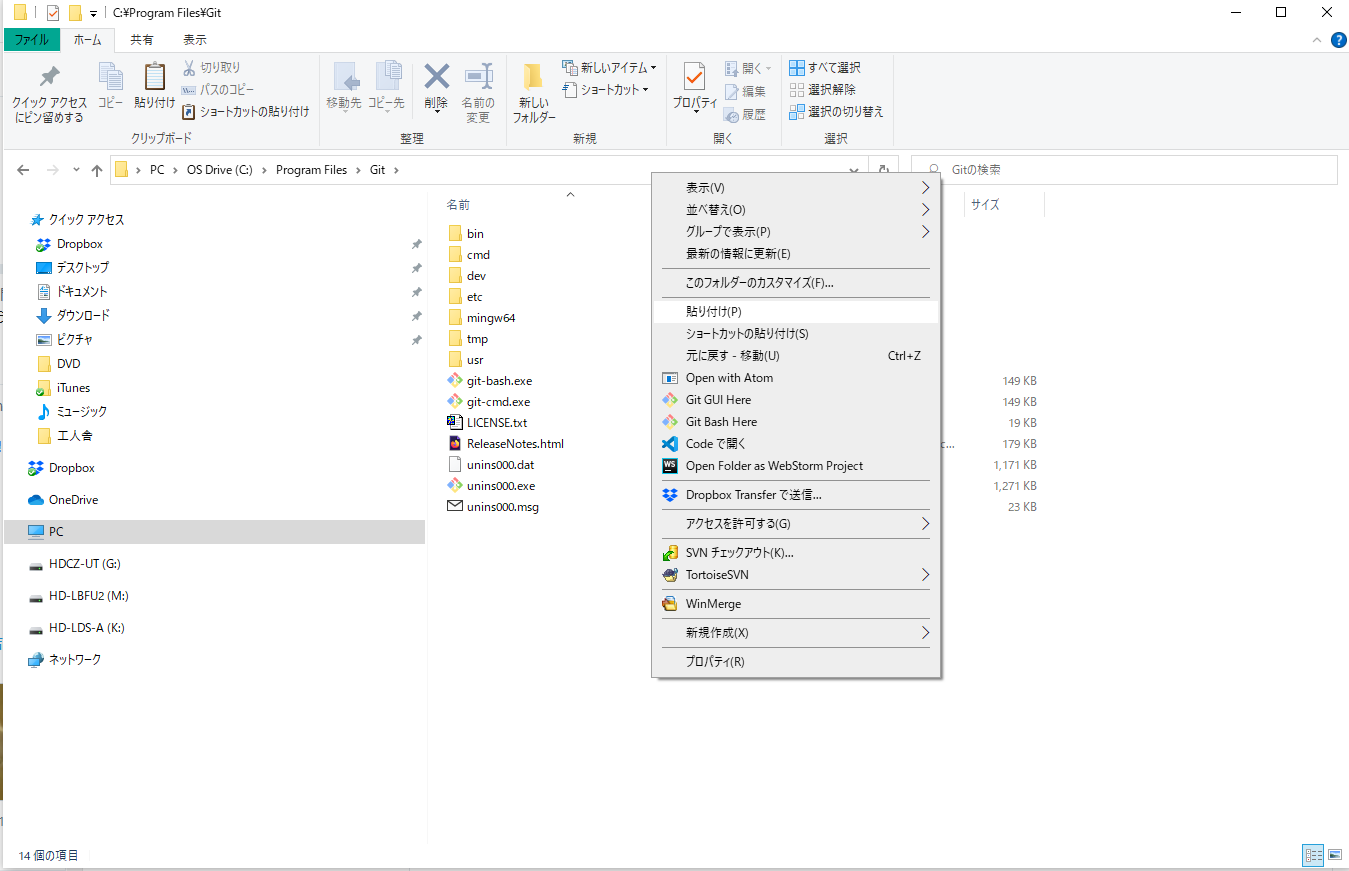 C:¥Program Files¥Git
ファイル
ホーム
共有
表示
クイック アクセス
にピン留めする
コピー
貼り付け
切り取り
パスのコピー
ショートカットの貼り付け
クリップボード
移動先
コピー先
削除
名前の
変更
整理
新しい
フォルダー
新しいアイテム
ショートカット
新規
プロパティ
開く
編集
履歴
開く
すべて選択
選択解除
選択の切り替え
選択
PC
OS Drive (C:)
Program Files
Git
Gitの検索
クイック アクセス
Dropbox
デスクトップ
ドキュメント
ダウンロード
ピクチャ
DVD
iTunes
ミュージック
工人舎
Dropbox
OneDrive
PC
HDCZ-UT (G:)
HD-LBFU2 (M:)
HD-LDS-A (K:)
ネットワーク
名前
サイズ
bin
cmd
dev
etc
mingw64
tmp
usr
git-bash.exe
149 KB
git-cmd.exe
149 KB
LICENSE.txt
19 KB
ReleaseNotes.html
c...
179 KB
unins000.dat
1,171 KB
unins000.exe
1,271 KB
unins000.msg
23 KB
表示(V)
並べ替え(O)
グループで表示(P)
最新の情報に更新(E)
このフォルダーのカスタマイズ(F)...
貼り付け(P)
ショートカットの貼り付け(S)
元に戻す - 移動(U) Ctrl+Z
Open with Atom
Git GUI Here
Git Bash Here
Code で開く
WS
Open Folder as WebStorm Project
Dropbox Transfer で送信...
アクセスを許可する(G)
SVN チェックアウト(K)...
TortoiseSVN
WinMerge
新規作成(X)
プロパティ(R)
14 個の項目